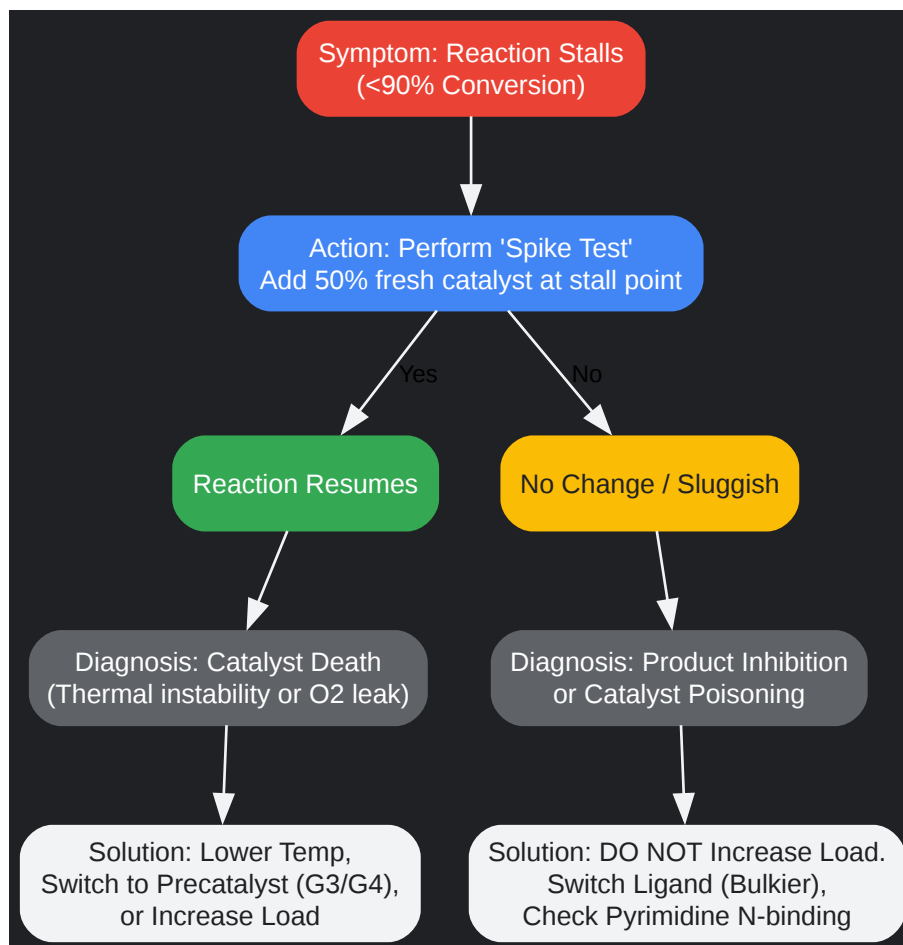 Symptom: Reaction Stalls
(<90% Conversion)
Action: Perform 'Spike Test'
Add 50% fresh catalyst at stall point
Yes
No
Reaction Resumes
No Change / Sluggish
Diagnosis: Catalyst Death
(Thermal instability or O2 leak)
Diagnosis: Product Inhibition
or Catalyst Poisoning
Solution: Lower Temp,
Switch to Precatalyst (G3/G4),
or Increase Load
Solution: DO NOT Increase Load.
Switch Ligand (Bulkier),
Check Pyrimidine N-binding